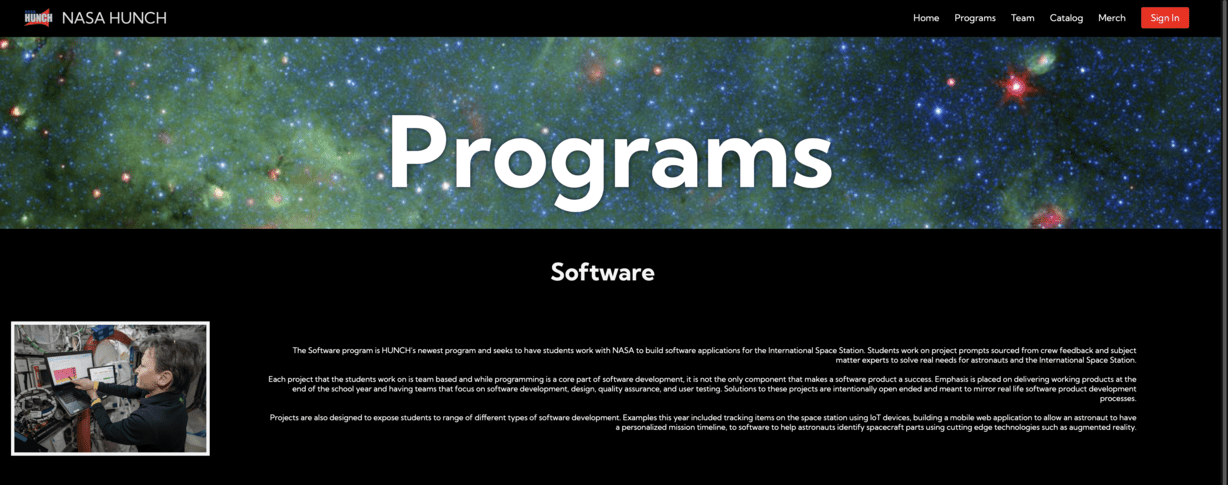 HUNCH NASA HUNCH Home Programs Team Catalog Merch Sign In
Programs
Software
The Software program is HUNCH's newest program and seeks to have students work with NASA to build software applications for the International Space Station. Students work on project prompts sourced from crew feedback and subject
matter experts to solve real needs for astronauts and the International Space Station.
Each project that the students work on is team based and while programming is a core part of software development, it is not the only component that makes a software product a success. Emphasis is placed on delivering working products at the
end of the school year and having teams that focus on software development, design, quality assurance, and user testing. Solutions to these projects are intentionally open ended and meant to mirror real life software product development
processes.
Projects are also designed to expose students to range of different types of software development. Examples this year included tracking items on the space station using IoT devices, building a mobile web application to allow an astronaut to have
a personalized mission timeline, to software to help astronauts identify spacecraft parts using cutting edge technologies such as augmented reality.